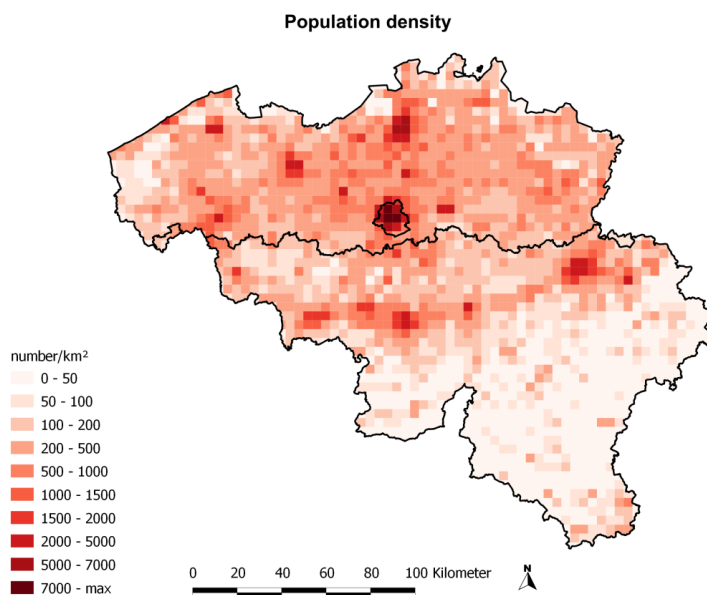 Population density
number/km²
0 - 50
50 - 100
100 - 200
200 - 500
500 - 1000
1000 - 1500
1500 - 2000
2000 - 5000
5000 - 7000
7000 - max
0 20 40 60 80 100 Kilometer
N